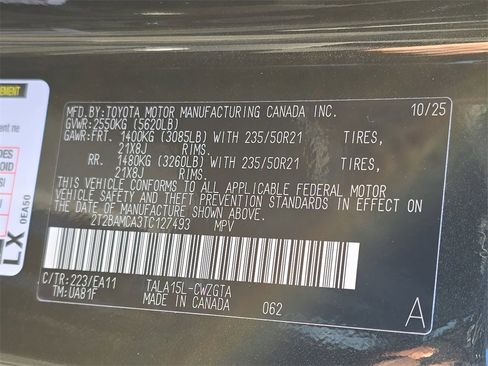 MFD.BY:TOYOTA MOTOR MANUFACTURING CANADA INC. 10/25
GVWR:2550KG (5620LB)
GAWR:FRT. 1400KG (3085LB) WITH 235/50R21 TIRES,
21X8J RIMS.
RR. 1480KG (3260LB) WITH 235/50R21 TIRES,
21X8J RIMS.
THIS VEHICLE CONFORMS TO ALL APPLICABLE FEDERAL MOTOR
VEHICLE SAFETY AND THEFT PREVENTION STANDARDS IN EFFECT ON
THE DATE OF MANUFACTURE SHOWN ABOVE.
2T2BAMCA3TC127493 MPV
C/TR:223/EA11 TALA15L-CWZGTA
TM:UA81F MADE IN CANADA 062 A
0EA50
LX